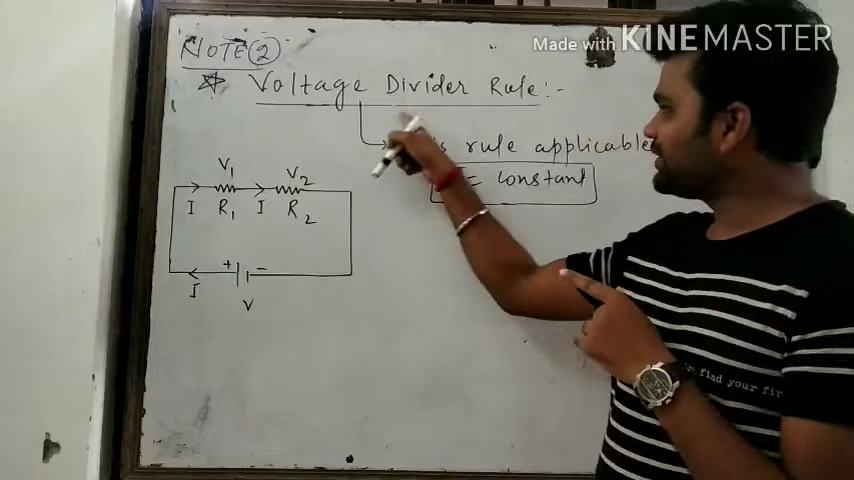 Made with KINEMASTER
NOTE (2)
Voltage Divider Rule:-
rule applicable
= constant
V1 V2
I R1 I R2
+ -
I
V
find your fir